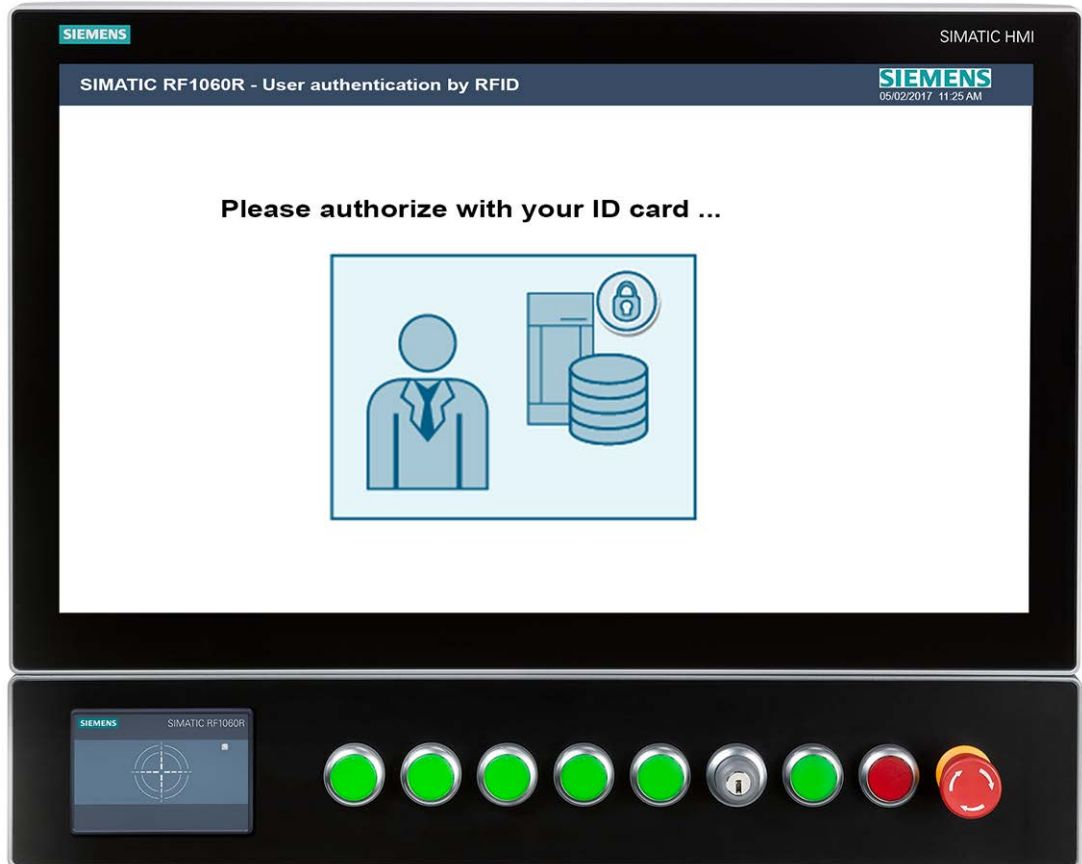 SIEMENS
SIMATIC HMI
SIMATIC RF1060R - User authentication by RFID
SIEMENS
05/02/2017 11:25 AM
Please authorize with your ID card ...
SIEMENS
SIMATIC RF1060R